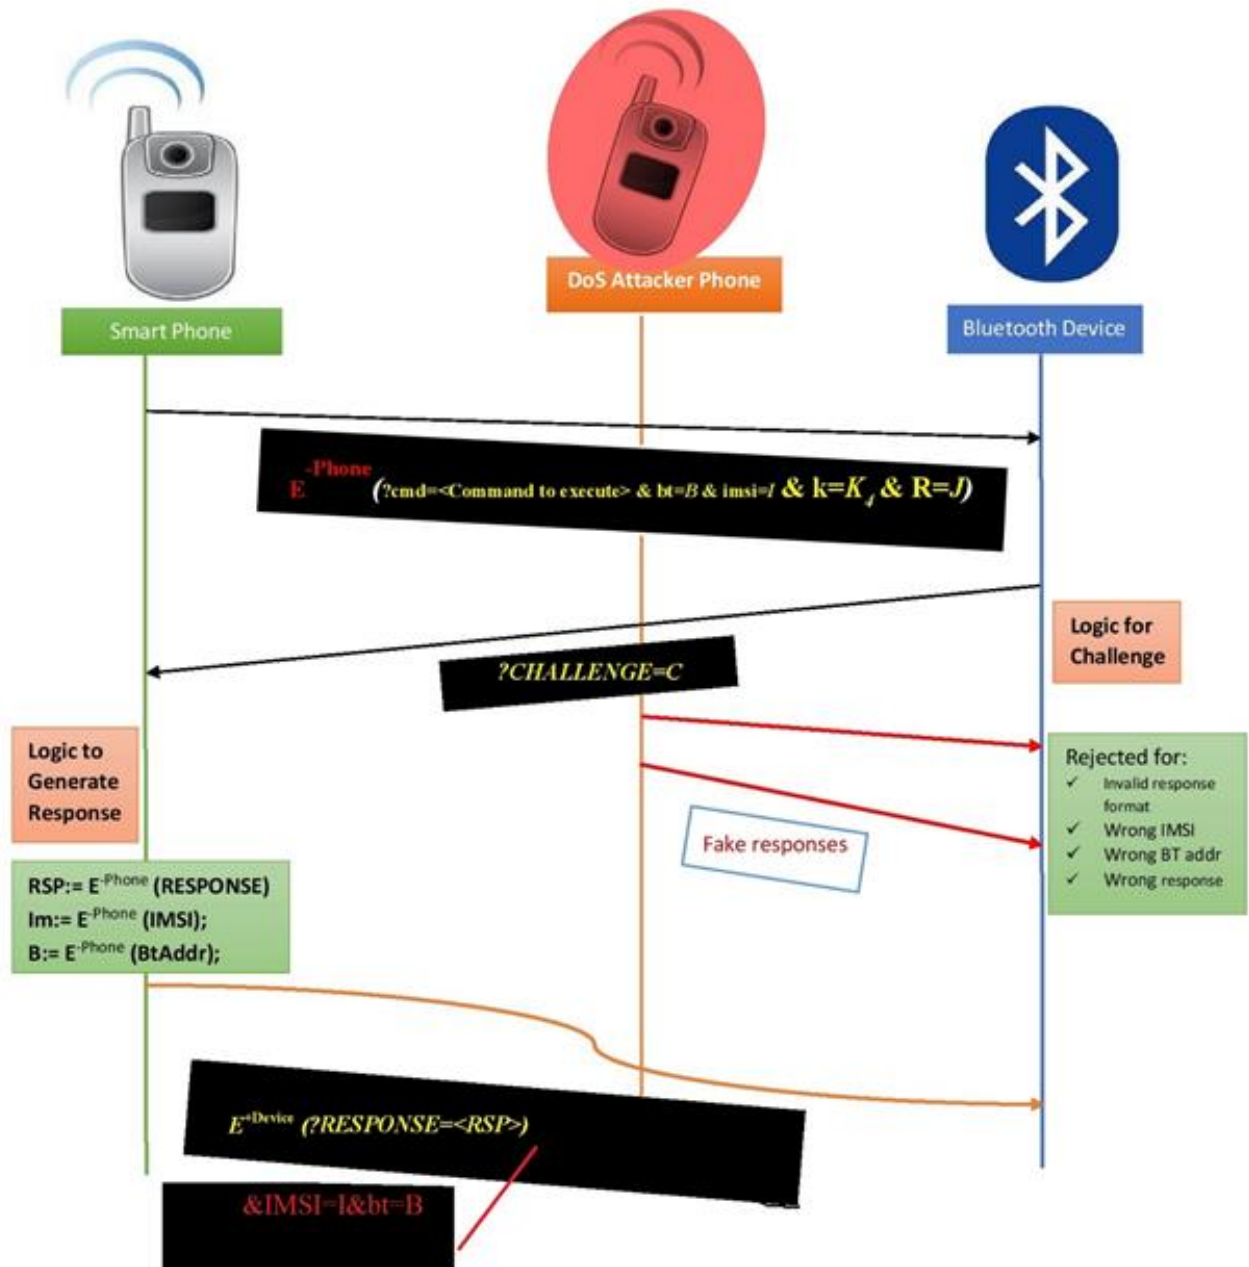 DoS Attacker Phone
Smart Phone
Bluetooth Device
E^-Phone (?cmd=<Command to execute> & bt=B & imsi=I & k=K_4 & R=J)
?CHALLENGE=C
Logic for
Challenge
Logic to
Generate
Response
Rejected for:
✓ Invalid response
format
✓ Wrong IMSI
✓ Wrong BT addr
✓ Wrong response
Fake responses
RSP:= E^-Phone (RESPONSE)
Im:= E^-Phone (IMSI);
B:= E^-Phone (BtAddr);
E^+Device (?RESPONSE=<RSP>)
&IMSI=I&bt=B